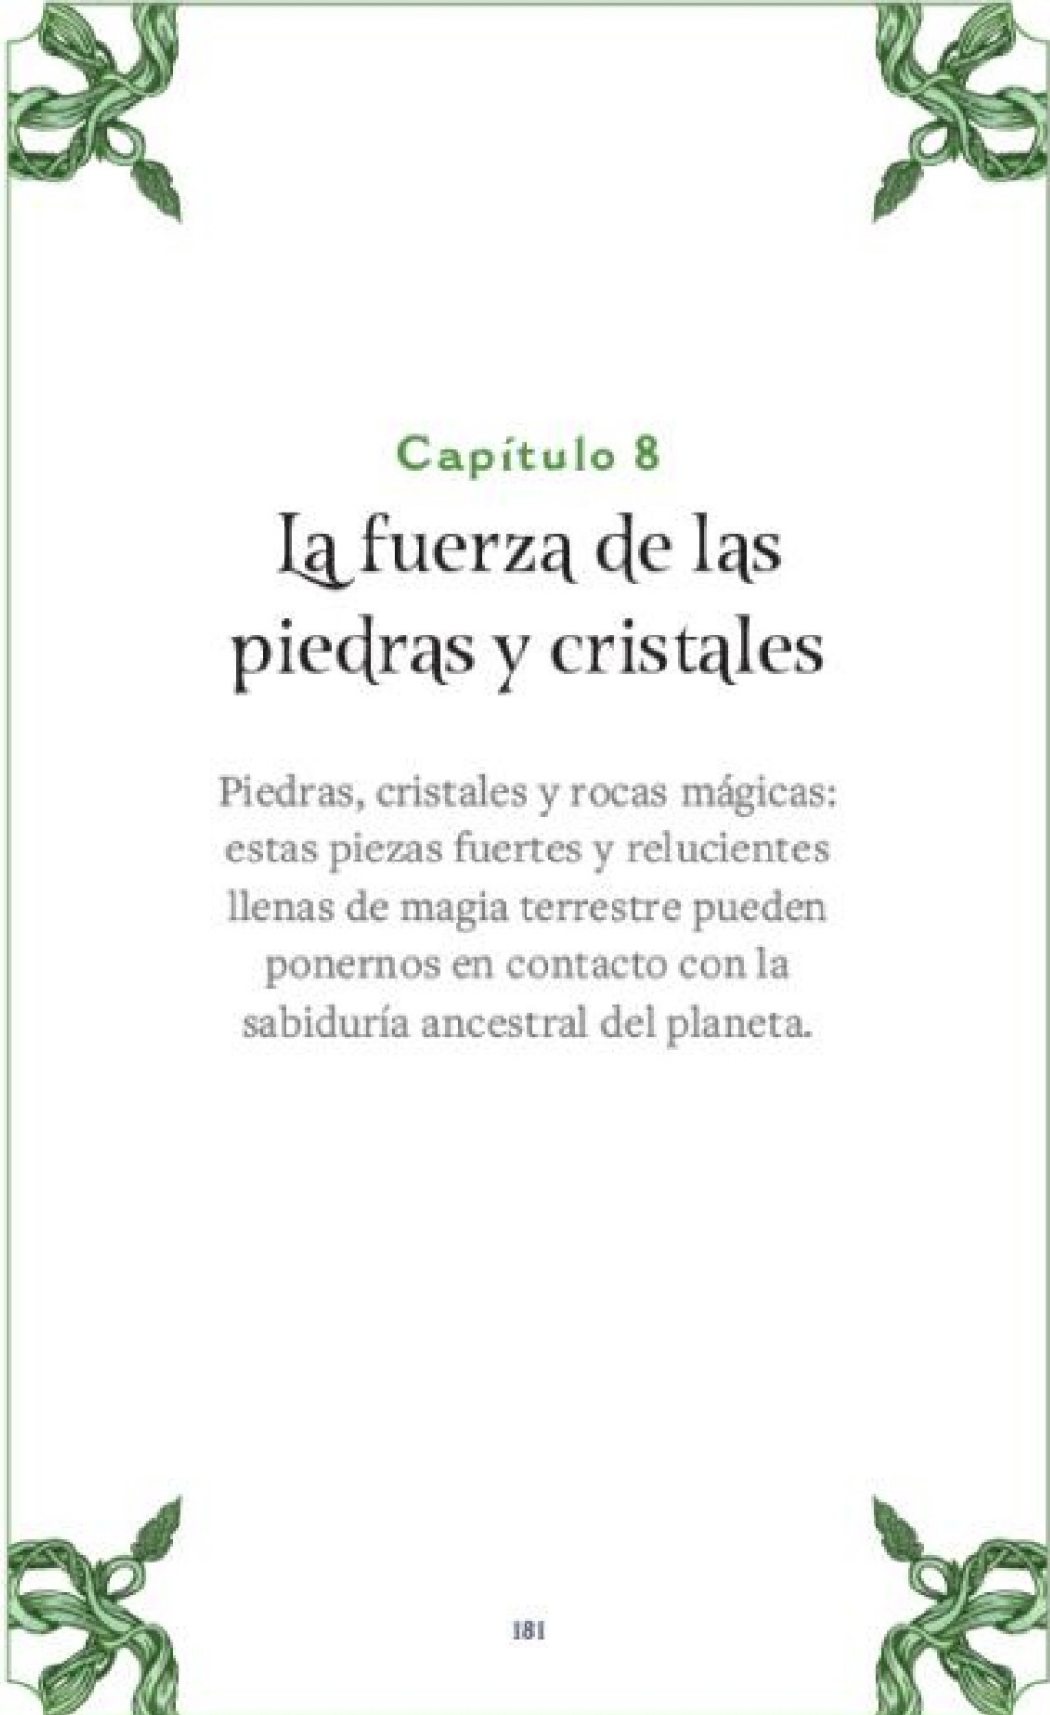 Capítulo 8
La fuerza de las
piedras y cristales
Piedras, cristales y rocas mágicas:
estas piezas fuertes y relucientes
llenas de magia terrestre pueden
ponernos en contacto con la
sabiduría ancestral del planeta.
181